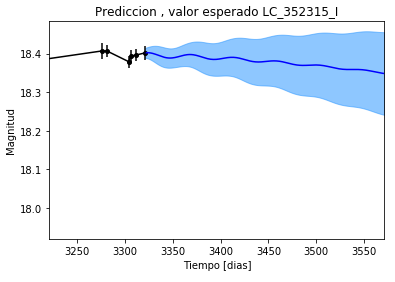 Prediccion , valor esperado LC_352315_I
Magnitud
18.4
18.3
18.2
18.1
18.0
3250 3300 3350 3400 3450 3500 3550
Tiempo [dias]